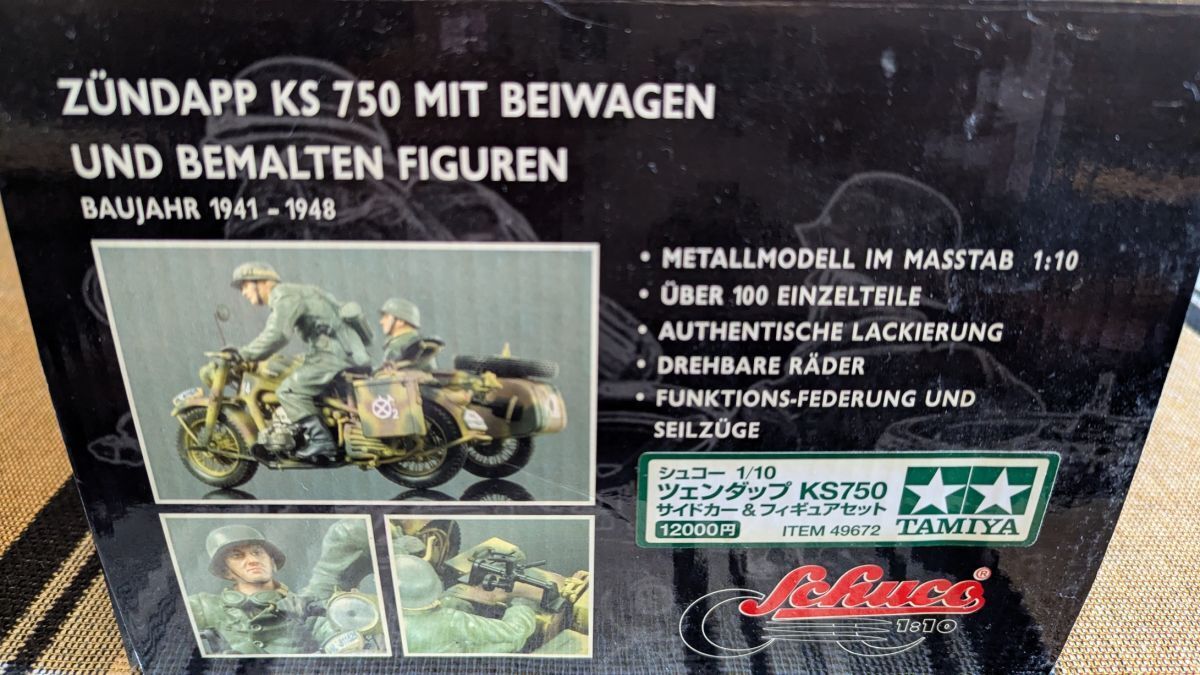 ZÜNDAPP KS 750 MIT BEIWAGEN
UND BEMALTEN FIGUREN
BAUJAHR 1941 - 1948
• METALLMODELL IM MASSTAB 1:10
• ÜBER 100 EINZELTEILE
• AUTHENTISCHE LACKIERUNG
• DREHBARE RÄDER
• FUNKTIONS-FEDERUNG UND
SEILZÜGE
シュコー 1/10
ツェンダップ KS750
サイドカー&フィギュアセット
12000円 ITEM 49672
TAMIYA
Schuco®
1:10